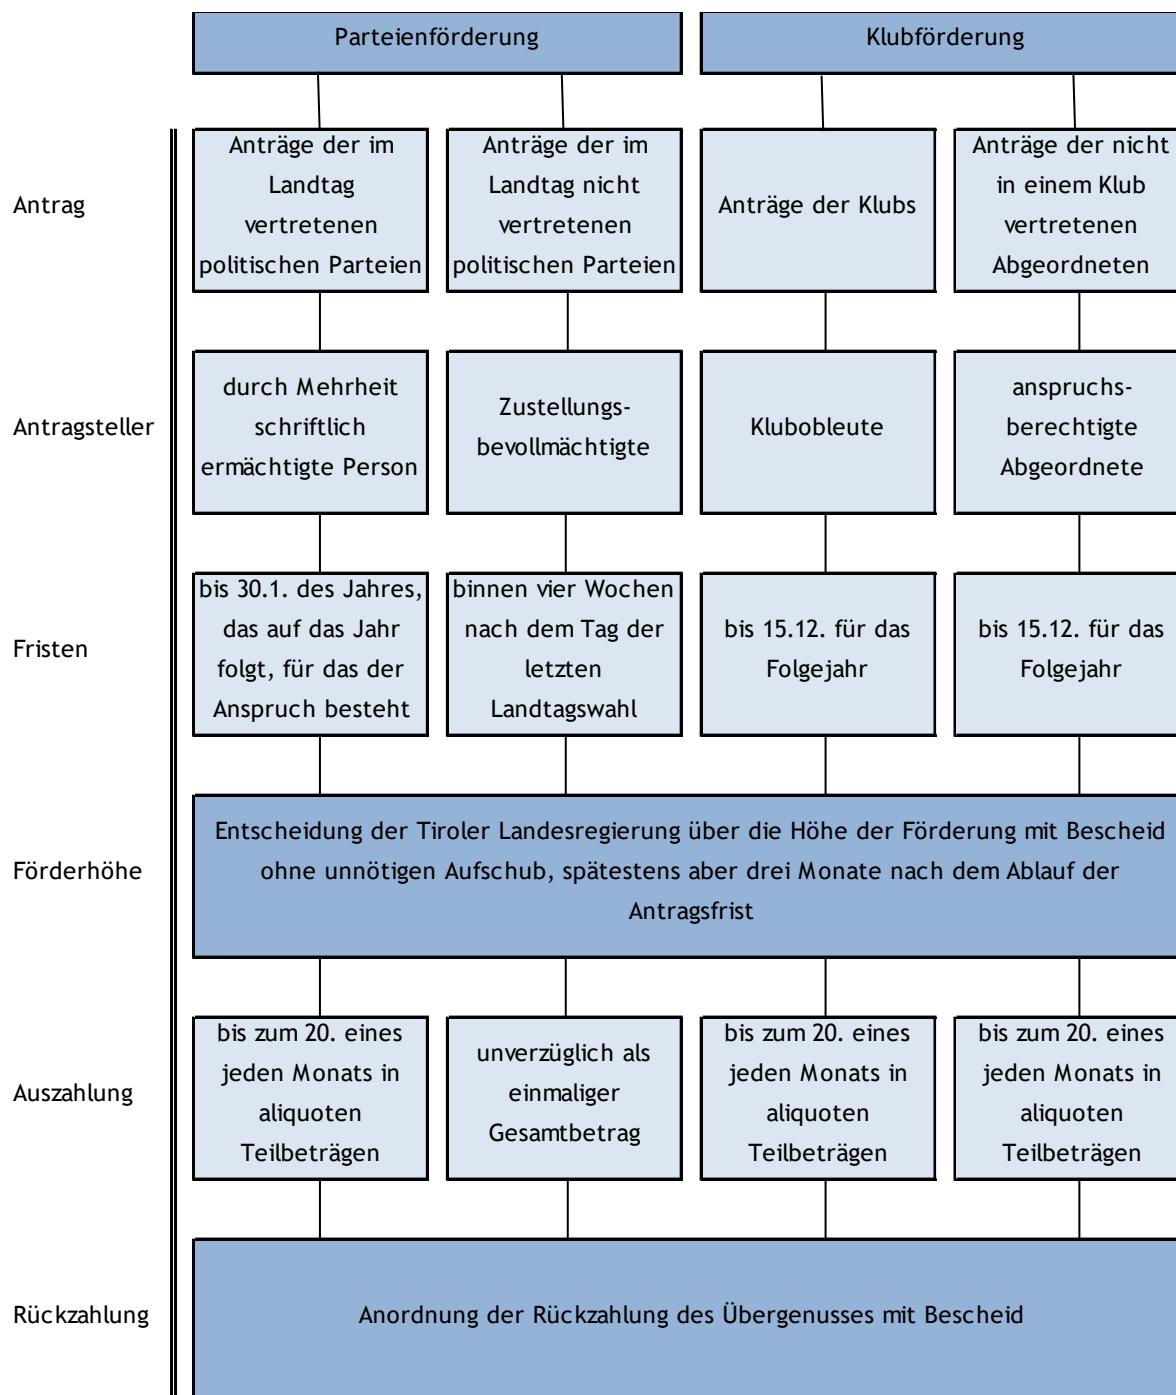 Parteienförderung
Klubförderung
Antrag
Anträge der im
Landtag
vertretenen
politischen Parteien
Anträge der im
Landtag nicht
vertretenen
politischen Parteien
Anträge der Klubs
Anträge der nicht
in einem Klub
vertretenen
Abgeordneten
Antragsteller
durch Mehrheit
schriftlich
ermächtigte Person
Zustellungs-
bevollmächtigte
Klubobleute
anspruchs-
berechtigte
Abgeordnete
Fristen
bis 30.1. des Jahres,
das auf das Jahr
folgt, für das der
Anspruch besteht
binnen vier Wochen
nach dem Tag der
letzten
Landtagswahl
bis 15.12. für das
Folgejahr
bis 15.12. für das
Folgejahr
Förderhöhe
Entscheidung der Tiroler Landesregierung über die Höhe der Förderung mit Bescheid
ohne unnötigen Aufschub, spätestens aber drei Monate nach dem Ablauf der
Antragsfrist
Auszahlung
bis zum 20. eines
jeden Monats in
aliquoten
Teilbeträgen
unverzüglich als
einmaliger
Gesamtbetrag
bis zum 20. eines
jeden Monats in
aliquoten
Teilbeträgen
bis zum 20. eines
jeden Monats in
aliquoten
Teilbeträgen
Rückzahlung
Anordnung der Rückzahlung des Übergenusses mit Bescheid